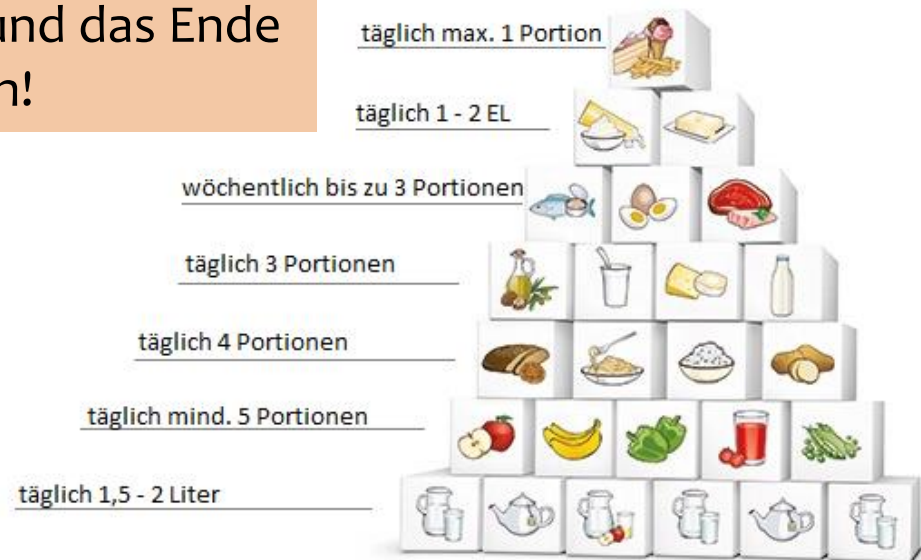 und das Ende
n!
täglich max. 1 Portion
täglich 1 - 2 EL
wöchentlich bis zu 3 Portionen
täglich 3 Portionen
täglich 4 Portionen
täglich mind. 5 Portionen
täglich 1,5 - 2 Liter